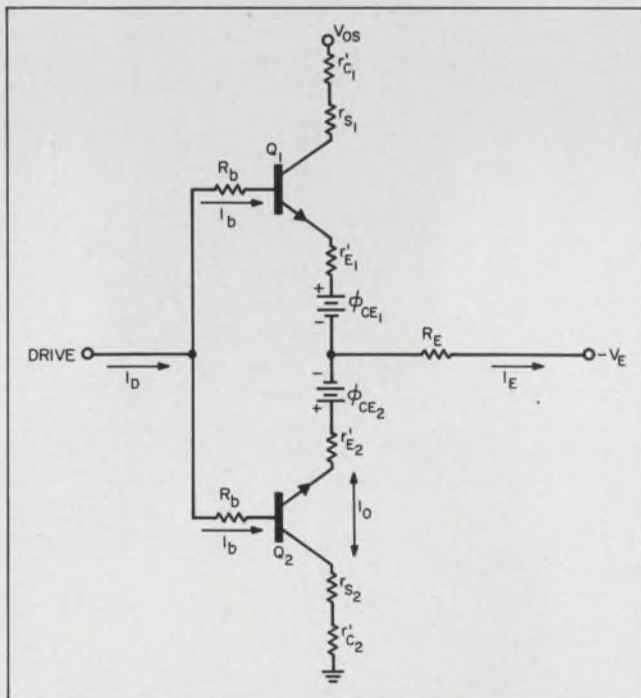 V_OS
r'_C1
r_S1
Q_1
R_b
I_b
r'_E1
+
ϕ_CE1
−
DRIVE
I_D
R_E
I_E
-V_E
−
ϕ_CE2
+
r'_E2
R_b
I_b
Q_2
I_O
r_S2
r'_C2